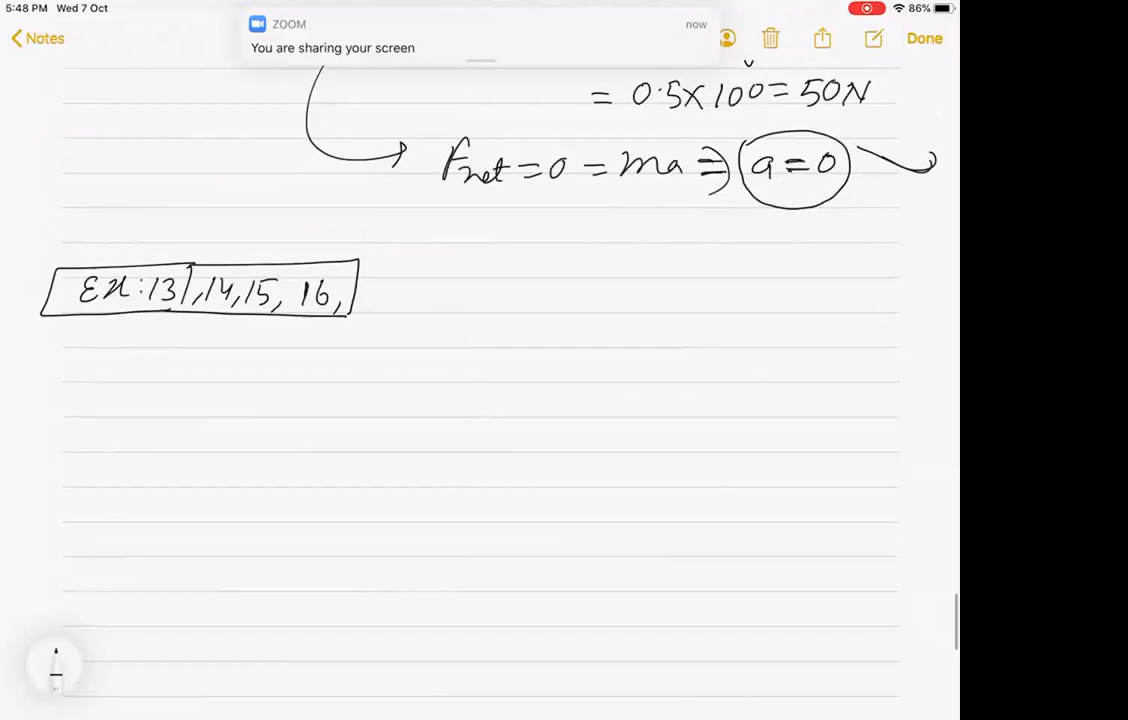 5:48 PM Wed 7 Oct
86%
ZOOM
now
You are sharing your screen
Notes
Done
= 0.5×100= 50N
Fnet = 0 = ma ⇒ a = 0
Ex:13,14,15, 16,